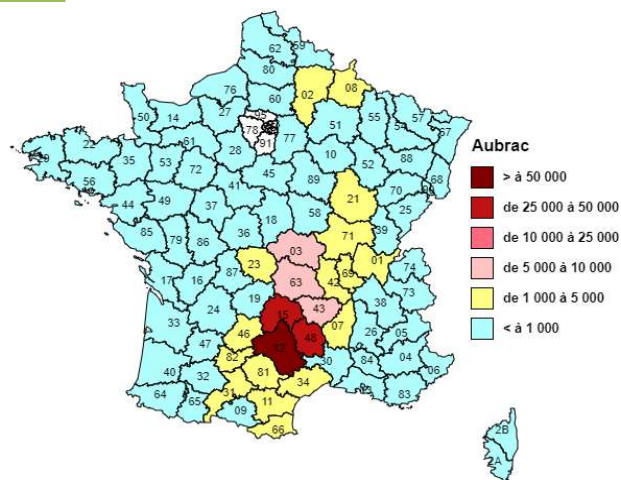 62 59
80
76 02 08
60
50 14 27 95 51 55 57
78 77 54 67
22 61 91
29 35 53 28 10 88
56 72 45 52 68
41 89 70 90
44 49 37 21 25
18 58
85 79 86 36 71 39
03 01
23 74
17 16 87 63 42 69 73
19 38
24 15 43
33 46 48 07 26 05
47 12
82 30 84 04 06
40 32 81 34 13 83
64 31
65 09 11
66
2B
2A
Aubrac
> à 50 000
de 25 000 à 50 000
de 10 000 à 25 000
de 5 000 à 10 000
de 1 000 à 5 000
< à 1 000